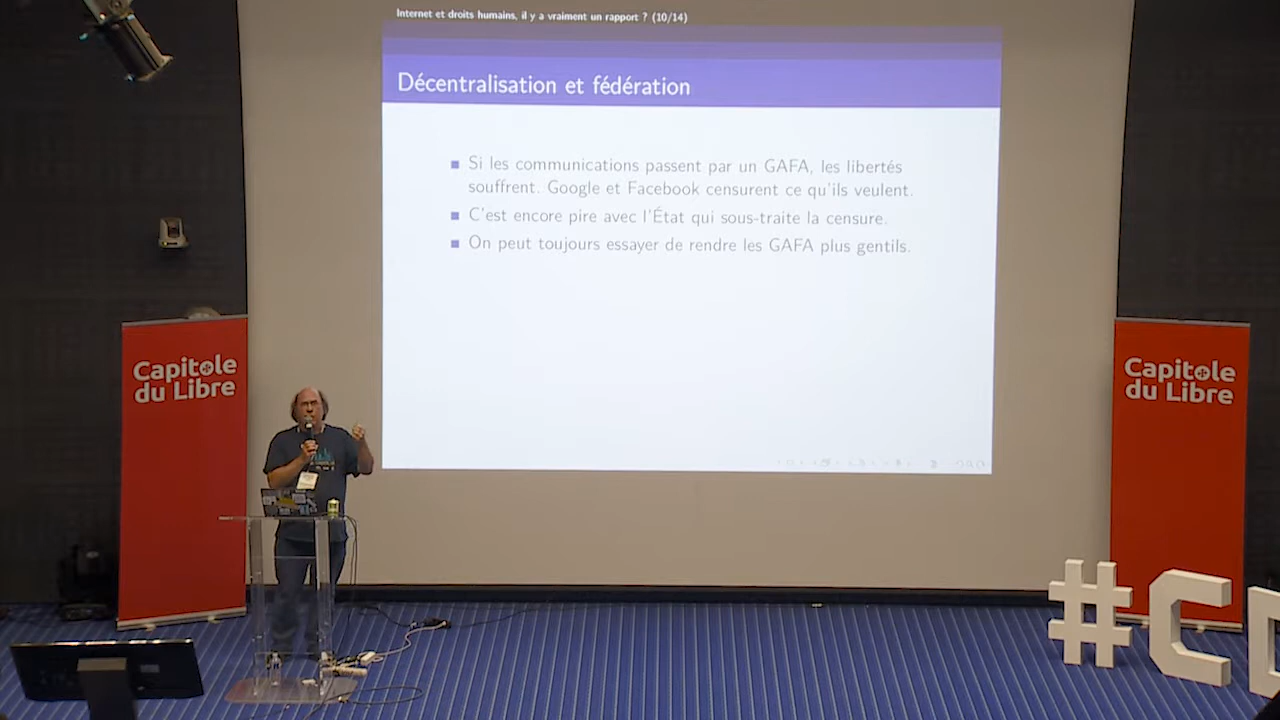 Internet et droits humains, il y a vraiment un rapport ? (10/14)
Décentralisation et fédération
Si les communications passent par un GAFA, les libertés
souffrent. Google et Facebook censurent ce qu'ils veulent.
C'est encore pire avec l'État qui sous-traite la censure.
On peut toujours essayer de rendre les GAFA plus gentils.
Capitole
du Libre
Capitole
du Libre
#C